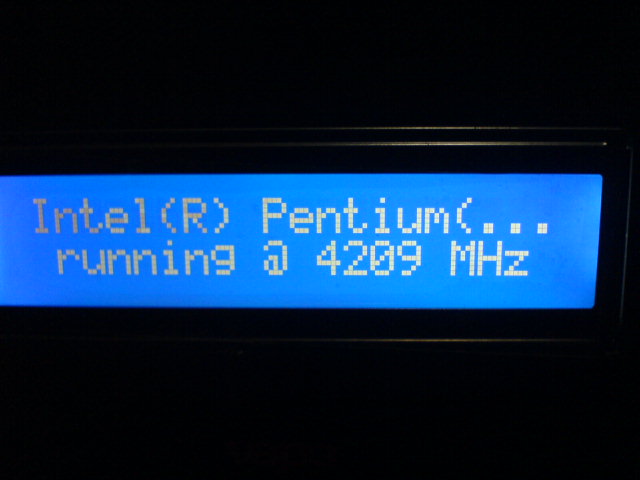 Intel(R) Pentium(...
running @ 4209 MHz